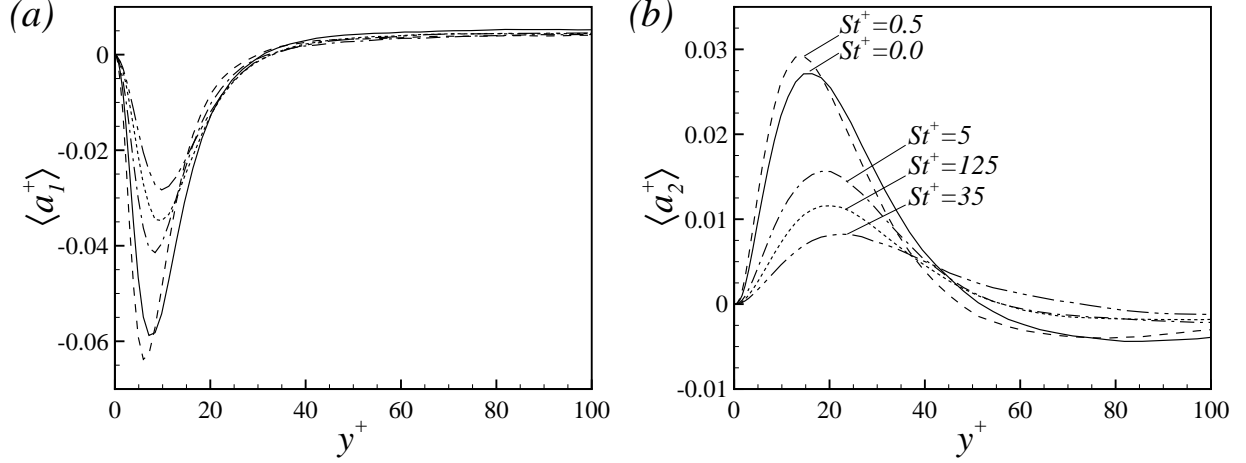 (a)
0
-0.02
-0.04
-0.06
⟨a₁⁺⟩
0 20 40 60 80 100
y⁺
(b)
0.03
0.02
0.01
0
-0.01
⟨a₂⁺⟩
St⁺=0.5
St⁺=0.0
St⁺=5
St⁺=125
St⁺=35
0 20 40 60 80 100
y⁺